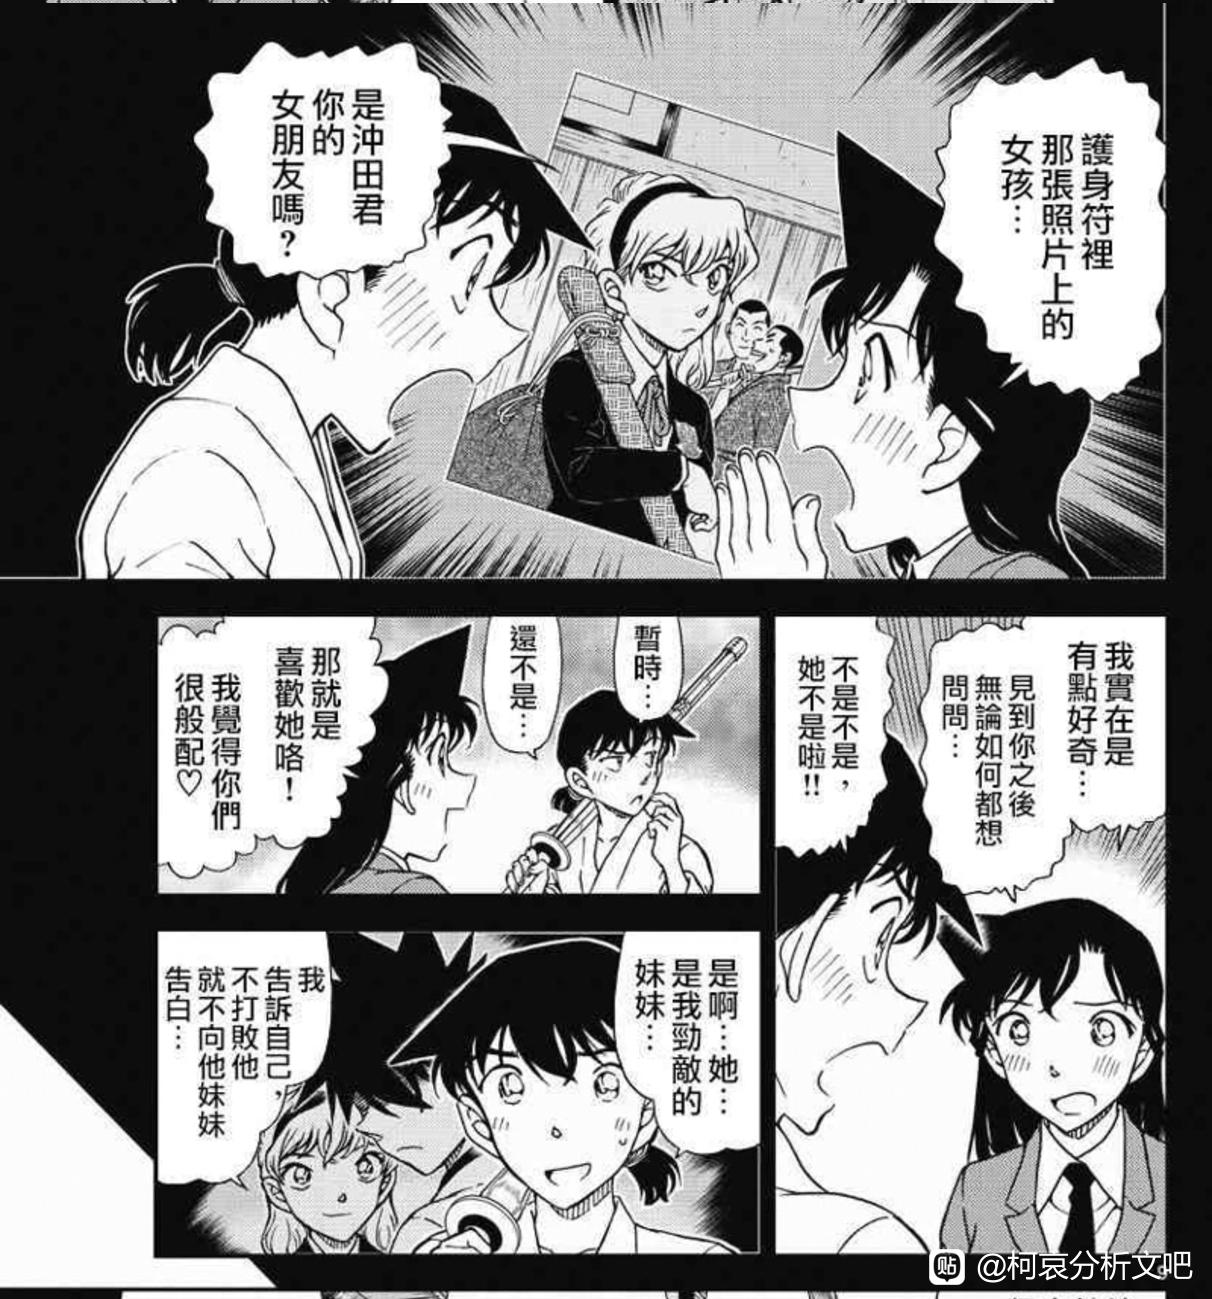 護身符裡
那張照片上的
女孩…
是沖田君
你的
女朋友嗎?
我實在是
有點好奇…
見到你之後
無論如何都想
問問…
不是不是，
她不是啦!!
暫時…
還不是…
那就是
喜歡她咯！
我覺得你們
很般配♡
是啊…她…
是我勁敵的
妹妹…
我
告訴自己，
不打敗他
就不向他妹妹
告白…
貼 @柯哀分析文吧